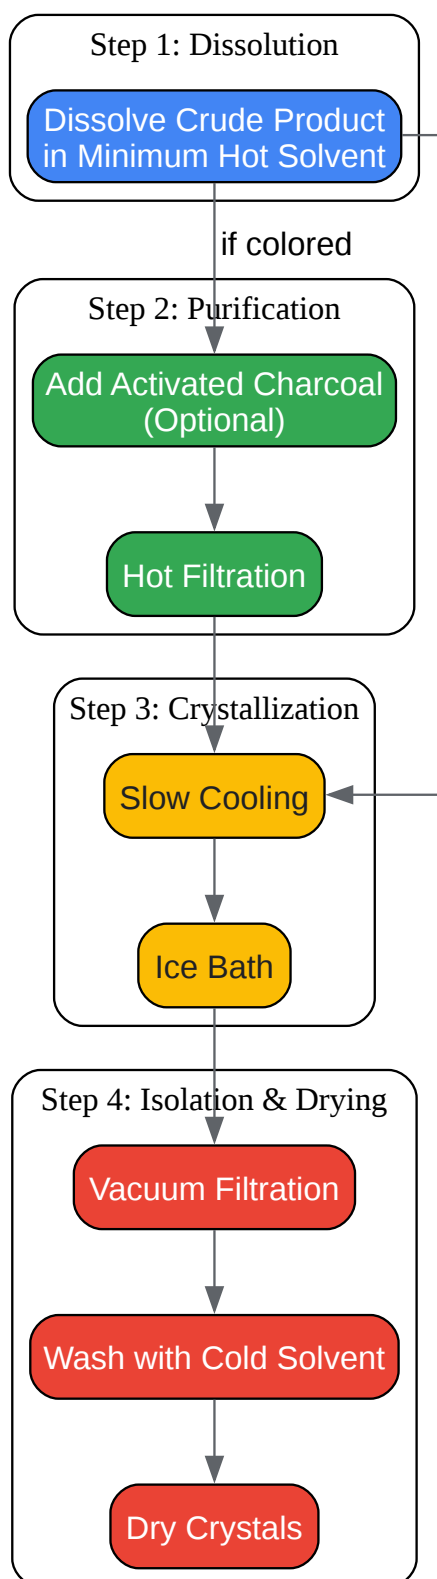 Step 1: Dissolution
Dissolve Crude Product
in Minimum Hot Solvent
if colored
Step 2: Purification
Add Activated Charcoal
(Optional)
Hot Filtration
Step 3: Crystallization
Slow Cooling
Ice Bath
Step 4: Isolation & Drying
Vacuum Filtration
Wash with Cold Solvent
Dry Crystals